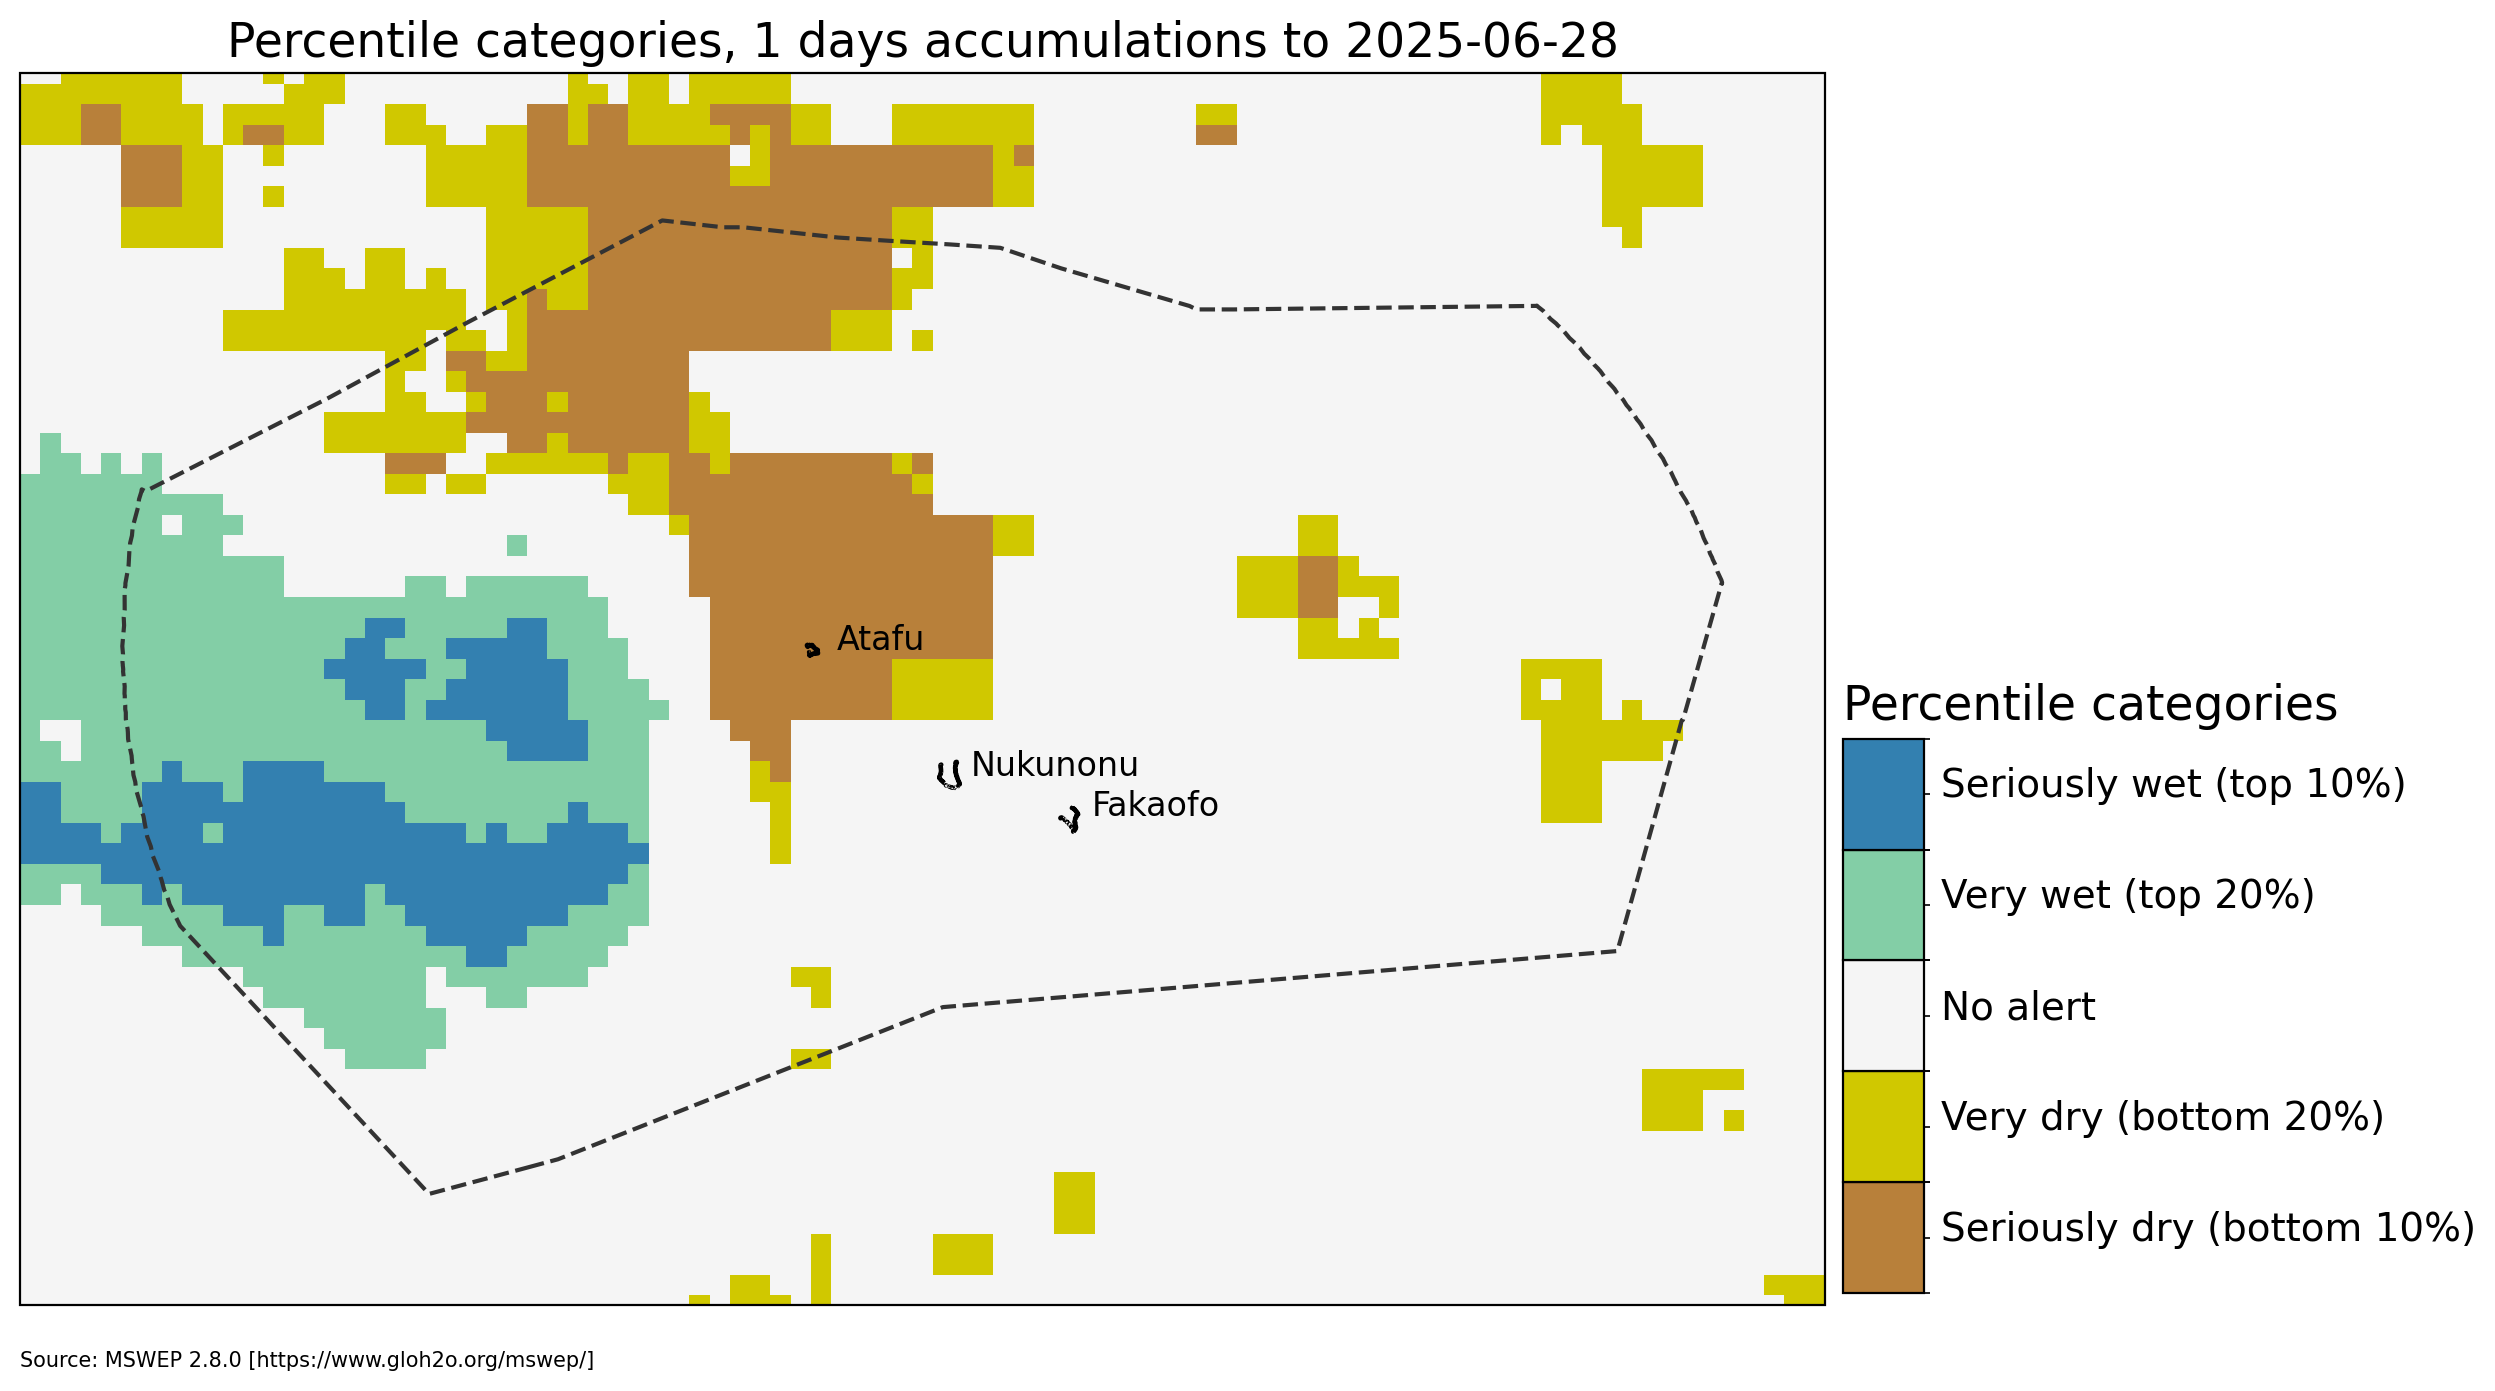 Percentile categories, 1 days accumulations to 2025-06-28
Atafu
Nukunonu
Fakaofo
Percentile categories
Seriously wet (top 10%)
Very wet (top 20%)
No alert
Very dry (bottom 20%)
Seriously dry (bottom 10%)
Source: MSWEP 2.8.0 [https://www.gloh2o.org/mswep/]